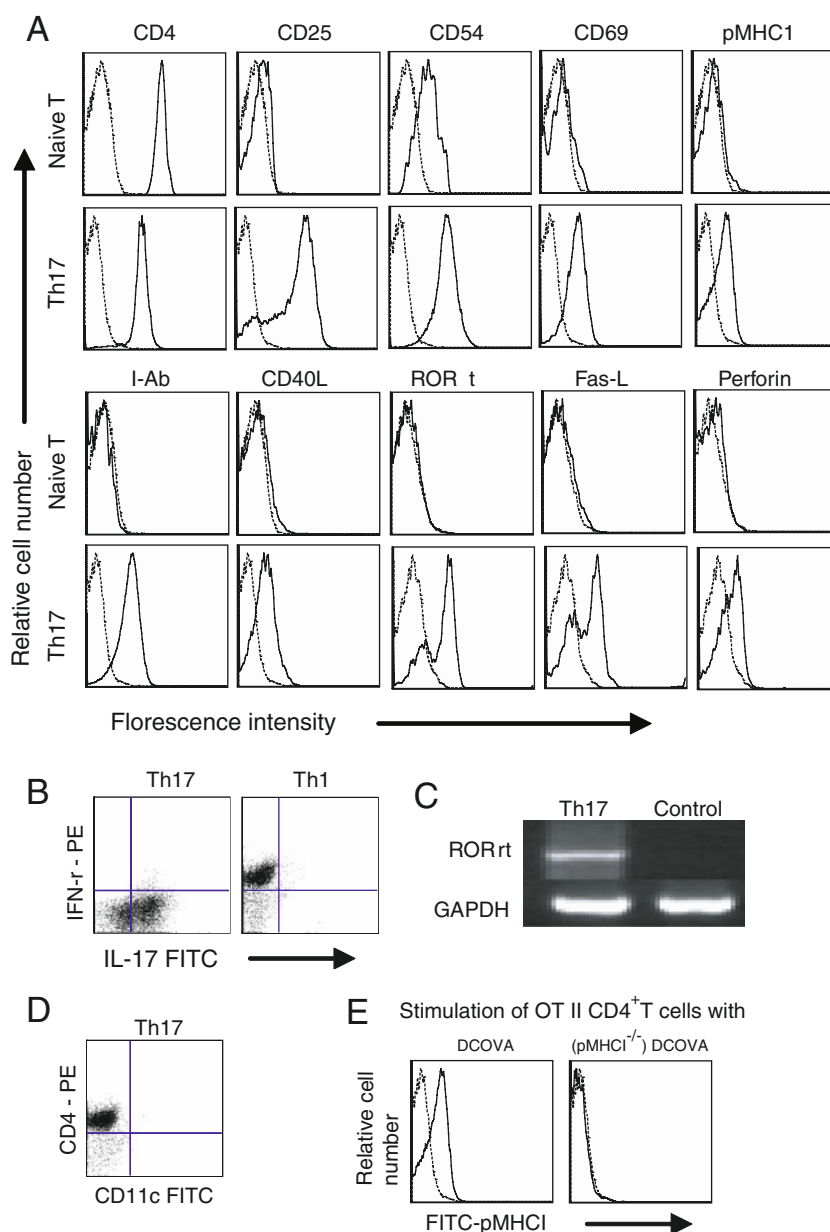 A
CD4 CD25 CD54 CD69 pMHC1
Naive T
Th17
I-Ab CD40L ROR t Fas-L Perforin
Naive T
Th17
Relative cell number
Florescence intensity
B
Th17 Th1
IFN-r - PE
IL-17 FITC
C
Th17 Control
ROR rt
GAPDH
D
Th17
CD4 - PE
CD11c FITC
E
Stimulation of OT II CD4+T cells with
DCOVA (pMHCI-/-) DCOVA
Relative cell
number
FITC-pMHCI